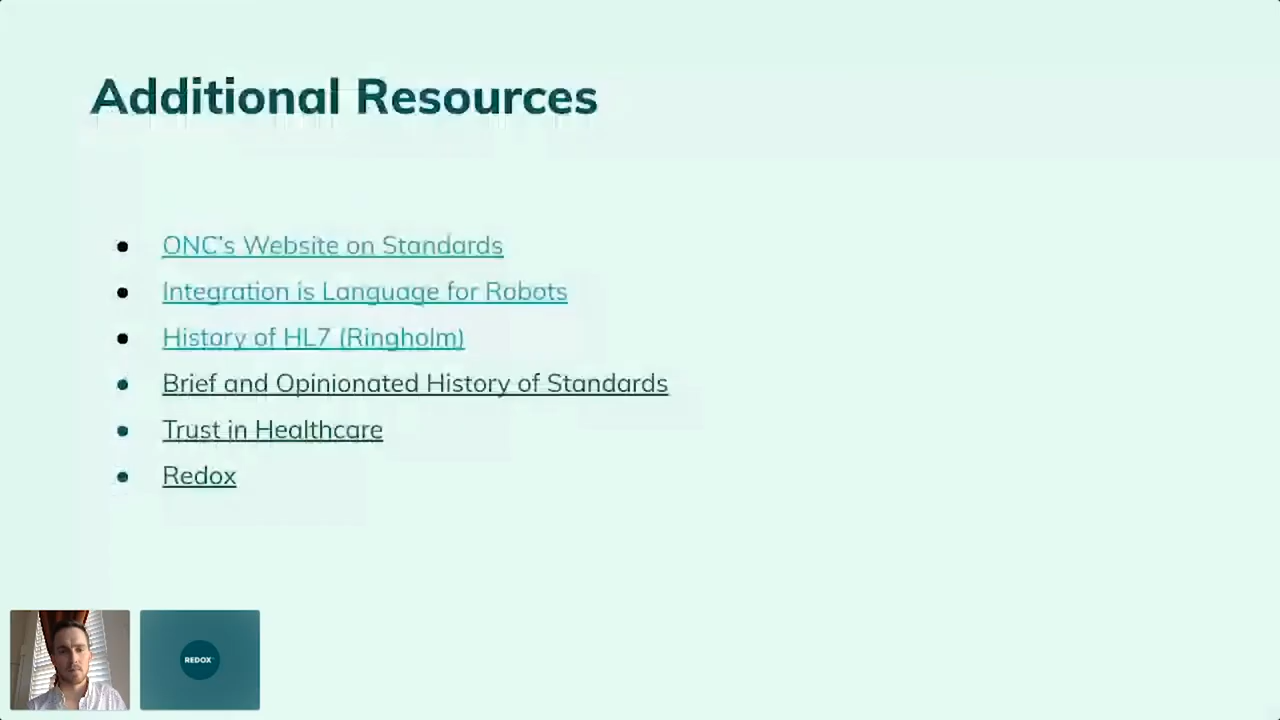 Additional Resources
ONC's Website on Standards
Integration is Language for Robots
History of HL7 (Ringholm)
Brief and Opinionated History of Standards
Trust in Healthcare
Redox
REDOX